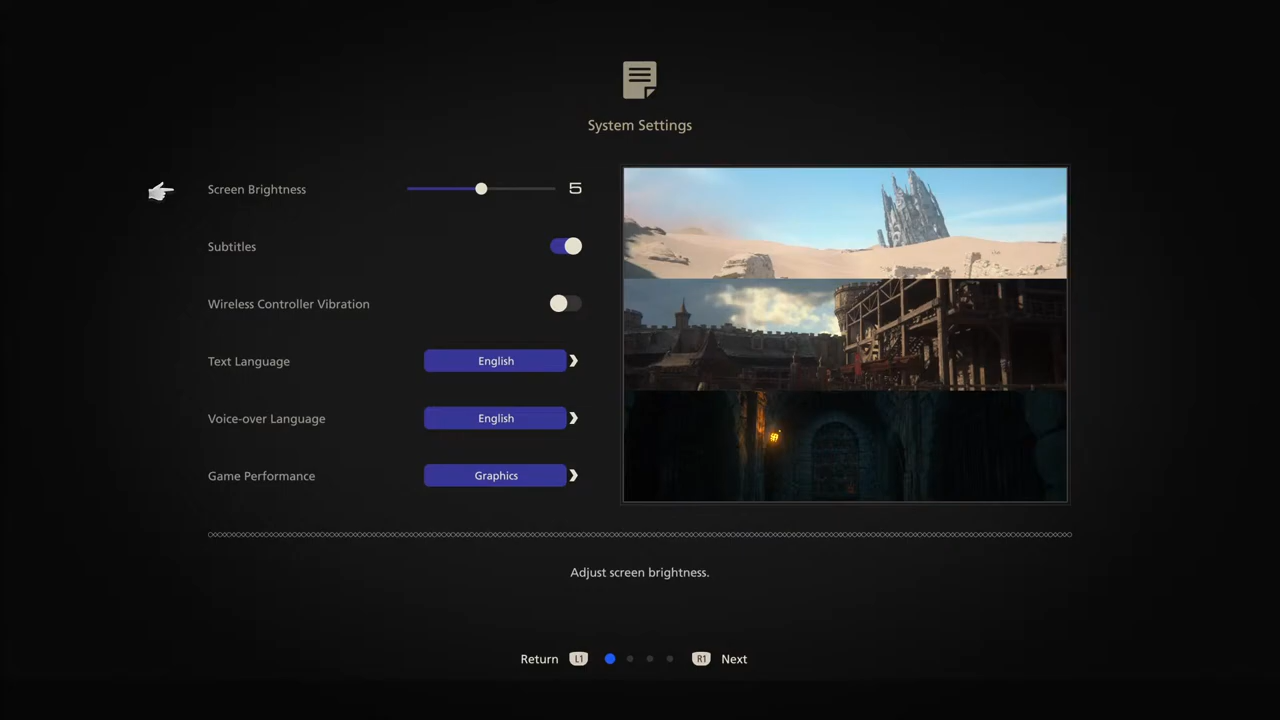 System Settings
Screen Brightness 5
Subtitles
Wireless Controller Vibration
Text Language English
Voice-over Language English
Game Performance Graphics
Adjust screen brightness.
Return L1 R1 Next